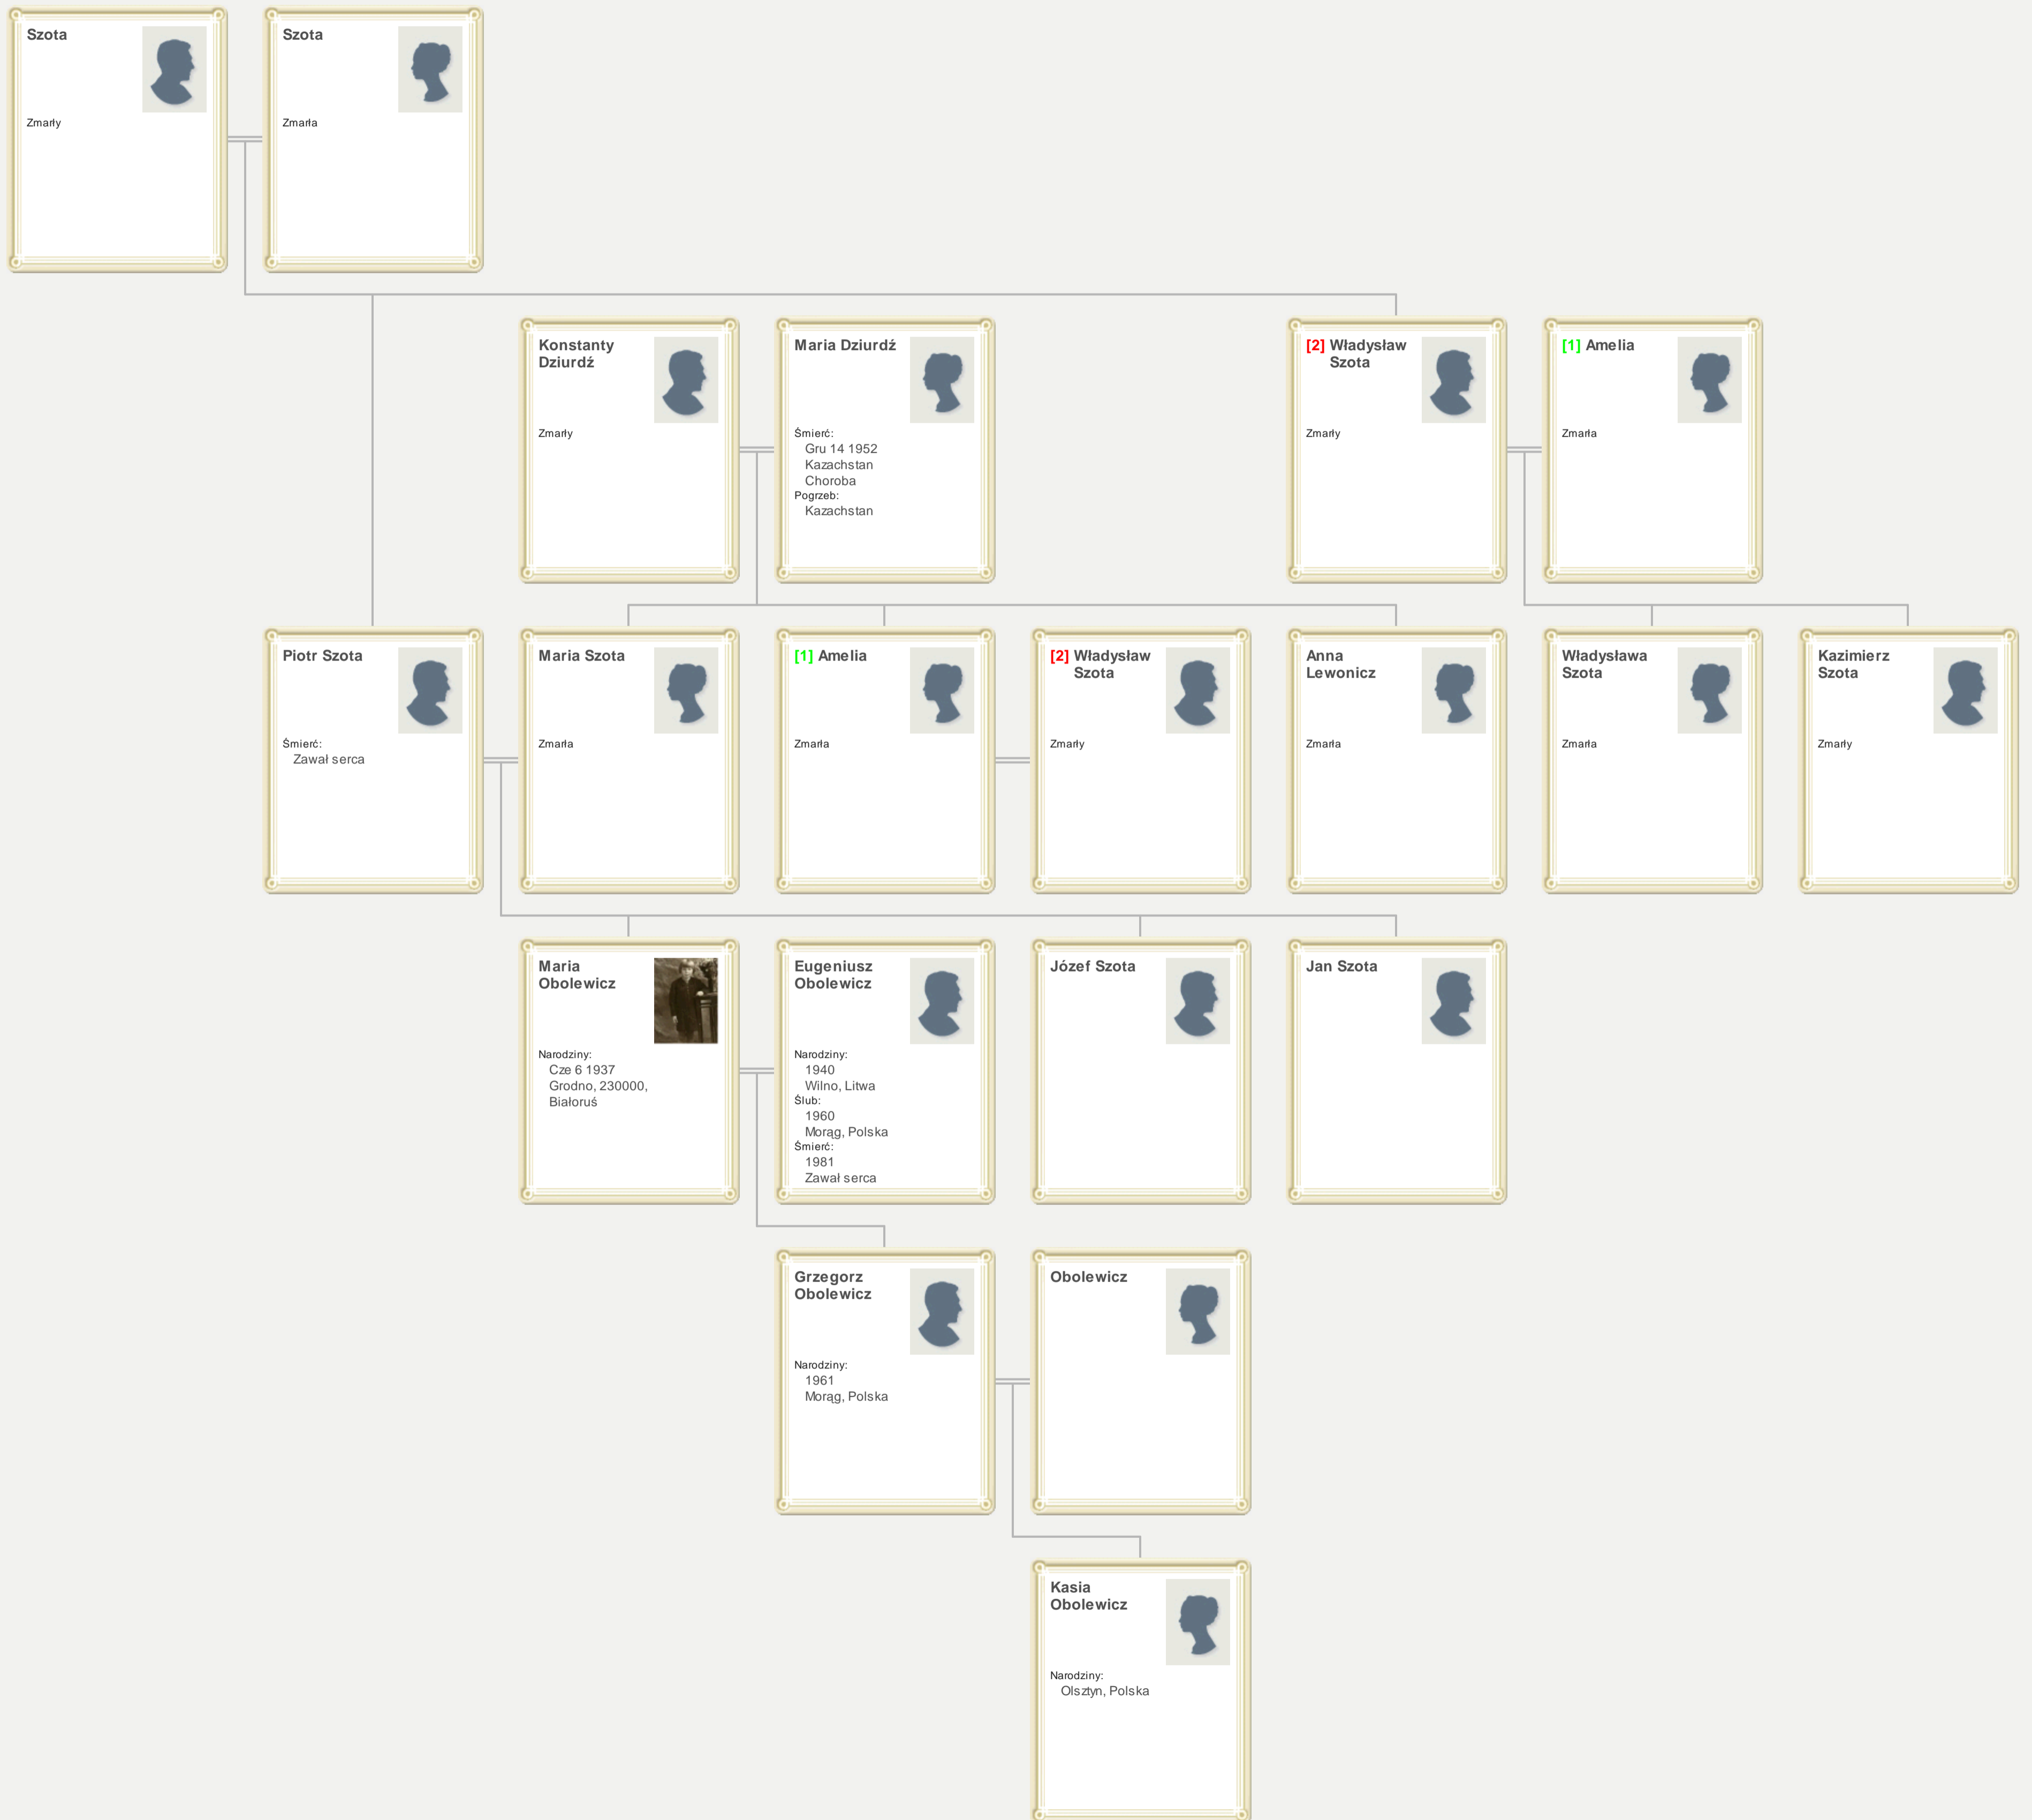 Szota
Zmarły
Szota
Zmarła
Konstanty
Dziurdź
Zmarły
Maria Dziurdź
Śmierć:
Gru 14 1952
Kazachstan
Choroba
Pogrzeb:
Kazachstan
[2] Władysław
Szota
Zmarły
[1] Amelia
Zmarła
Piotr Szota
Śmierć:
Zawał serca
Maria Szota
Zmarła
[1] Amelia
Zmarła
[2] Władysław
Szota
Zmarły
Anna
Lewonicz
Zmarła
Władysława
Szota
Zmarła
Kazimierz
Szota
Zmarły
Maria
Obolewicz
Narodziny:
Cze 6 1937
Grodno, 230000,
Białoruś
Eugeniusz
Obolewicz
Narodziny:
1940
Wilno, Litwa
Ślub:
1960
Morąg, Polska
Śmierć:
1981
Zawał serca
Józef Szota
Jan Szota
Grzegorz
Obolewicz
Narodziny:
1961
Morąg, Polska
Obolewicz
Kasia
Obolewicz
Narodziny:
Olsztyn, Polska